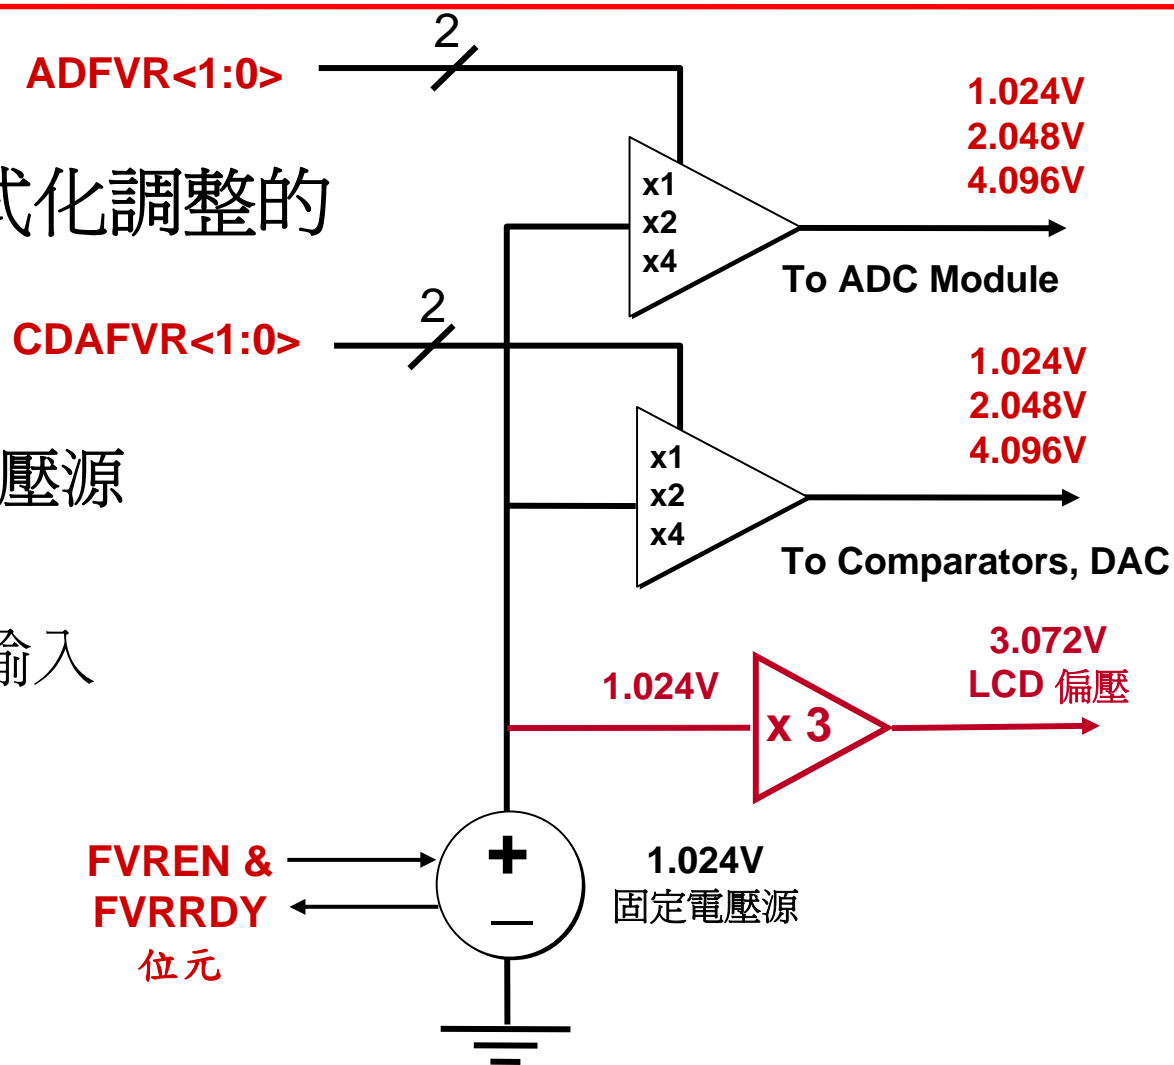 2
ADFVR<1:0>
1.024V
2.048V
4.096V
x1
x2
x4
式化調整的
To ADC Module
2
CDAFVR<1:0>
1.024V
2.048V
4.096V
x1
x2
x4
壓源
To Comparators, DAC
輸入
1.024V
x 3
3.072V
LCD 偏壓
FVREN &
FVRRDY
位元
+
–
1.024V
固定電壓源